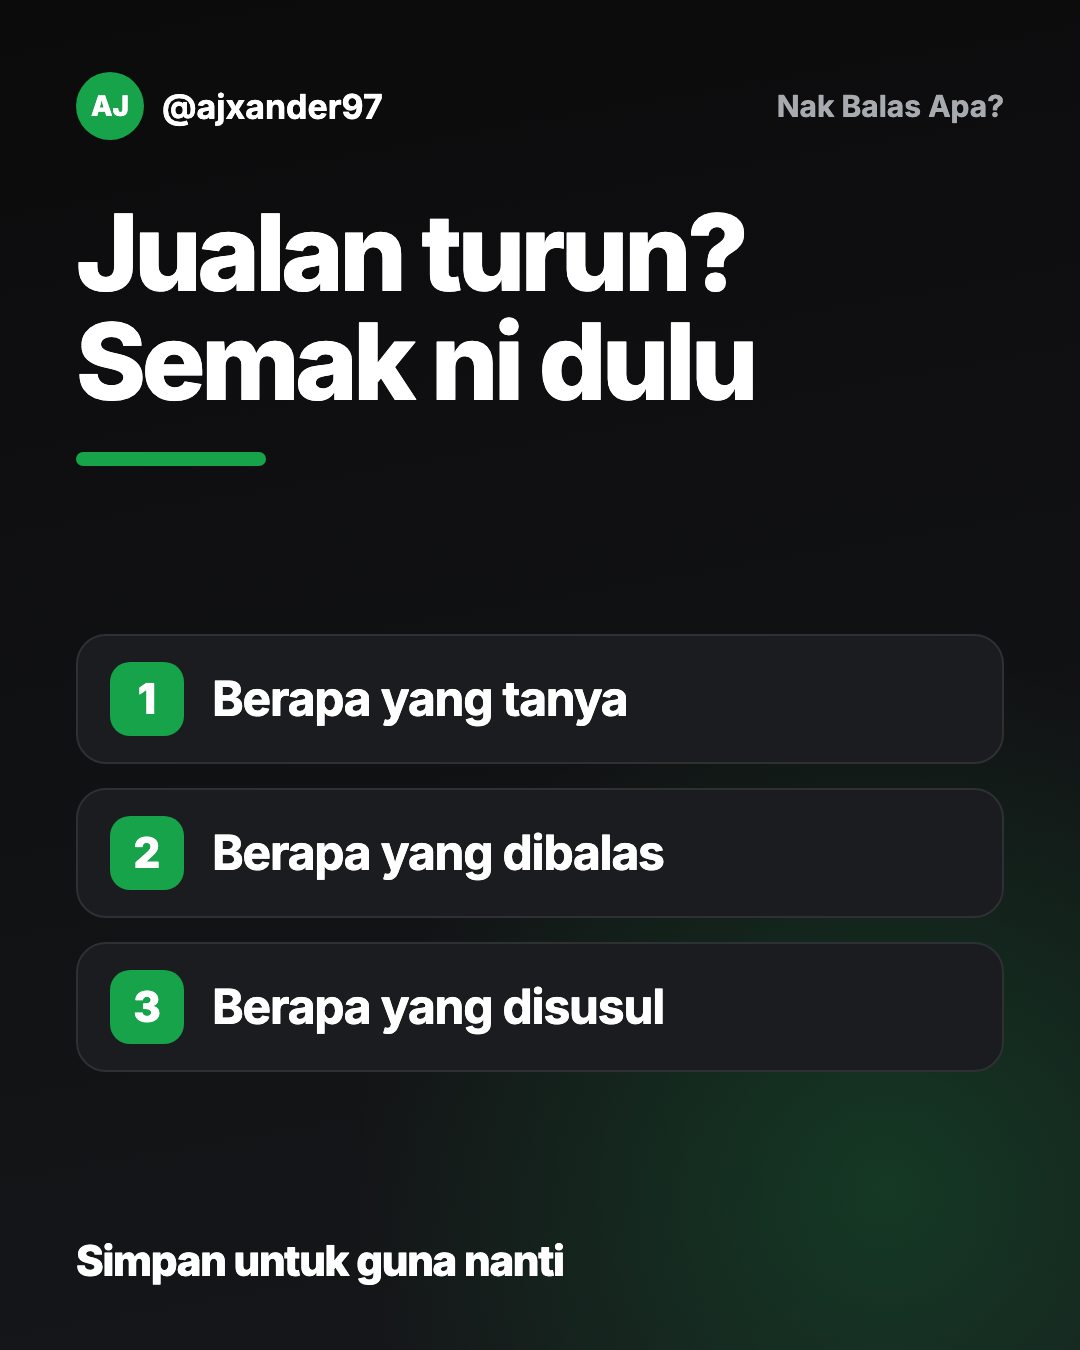 AJ @ajxander97
Nak Balas Apa?
Jualan turun?
Semak ni dulu
1 Berapa yang tanya
2 Berapa yang dibalas
3 Berapa yang disusul
Simpan untuk guna nanti